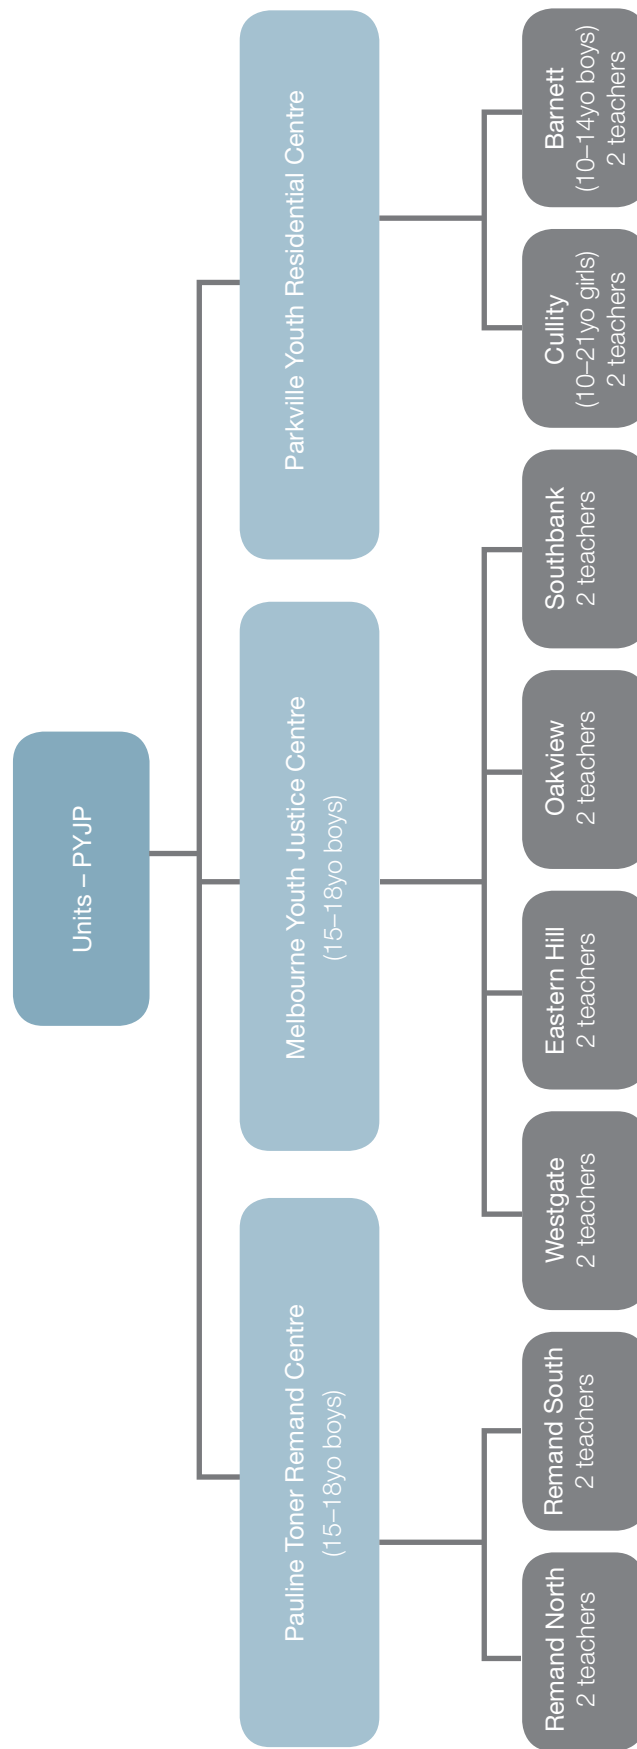 Units – PYJP
Pauline Toner Remand Centre
(15–18yo boys)
Melbourne Youth Justice Centre
(15–18yo boys)
Parkville Youth Residential Centre
Remand North
2 teachers
Remand South
2 teachers
Westgate
2 teachers
Eastern Hill
2 teachers
Oakview
2 teachers
Southbank
2 teachers
Cullity
(10–21yo girls)
2 teachers
Barnett
(10–14yo boys)
2 teachers